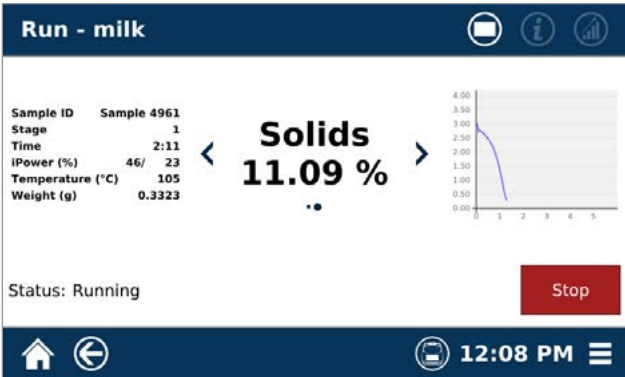 Run - milk
Sample ID Sample 4961
Stage 1
Time 2:11
iPower (%) 46/ 23
Temperature (°C) 105
Weight (g) 0.3323
Solids
11.09 %
4.00
3.50
3.00
2.50
2.00
1.50
1.00
0.50
0.00
0 1 2 3 4 5
Status: Running
Stop
12:08 PM